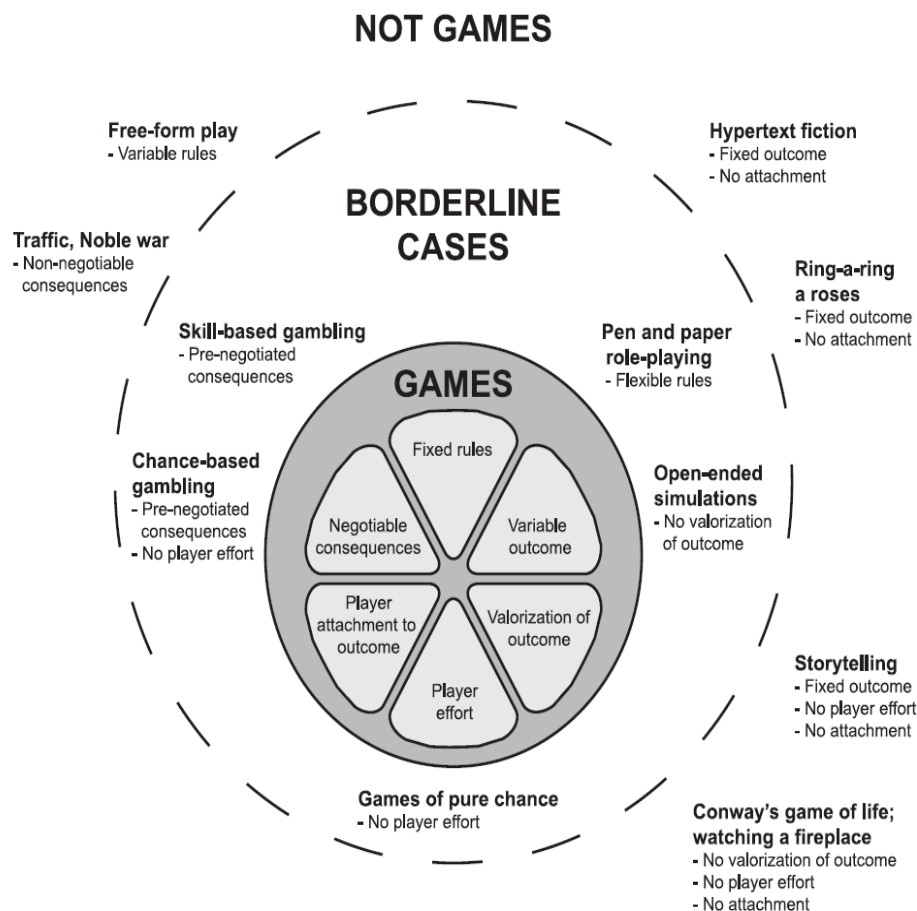 NOT GAMES
Free-form play
- Variable rules
Hypertext fiction
- Fixed outcome
- No attachment
BORDERLINE
CASES
Traffic, Noble war
- Non-negotiable
consequences
Ring-a-ring
a roses
- Fixed outcome
- No attachment
Skill-based gambling
- Pre-negotiated
consequences
Pen and paper
role-playing
- Flexible rules
GAMES
Fixed rules
Chance-based
gambling
- Pre-negotiated
consequences
- No player effort
Negotiable
consequences
Variable
outcome
Open-ended
simulations
- No valorization
of outcome
Player
attachment to
outcome
Valorization of
outcome
Player
effort
Storytelling
- Fixed outcome
- No player effort
- No attachment
Games of pure chance
- No player effort
Conway's game of life;
watching a fireplace
- No valorization of outcome
- No player effort
- No attachment